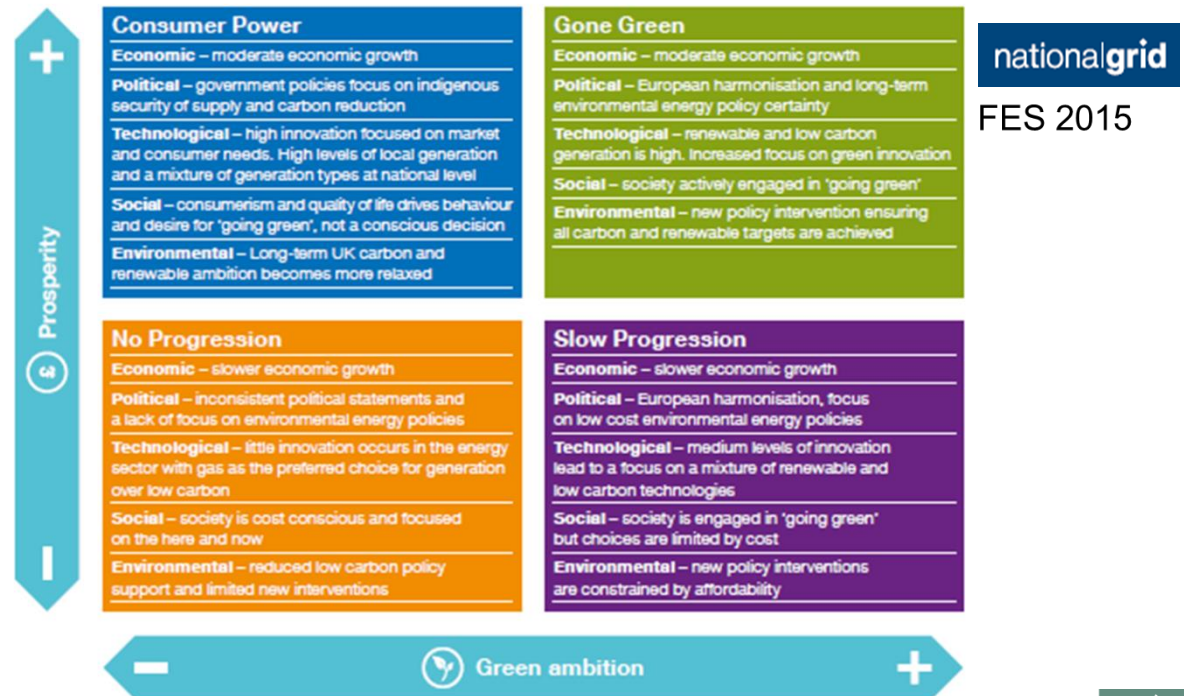 Consumer Power
Economic – moderate economic growth
Political – government policies focus on indigenous
security of supply and carbon reduction
Technological – high innovation focused on market
and consumer needs. High levels of local generation
and a mixture of generation types at national level
Social – consumerism and quality of life drives behaviour
and desire for 'going green', not a conscious decision
Environmental – Long-term UK carbon and
renewable ambition becomes more relaxed
Gone Green
Economic – moderate economic growth
Political – European harmonisation and long-term
environmental energy policy certainty
Technological – renewable and low carbon
generation is high. Increased focus on green innovation
Social – society actively engaged in 'going green'
Environmental – new policy intervention ensuring
all carbon and renewable targets are achieved
nationalgrid
FES 2015
Prosperity
£
No Progression
Economic – slower economic growth
Political – inconsistent political statements and
a lack of focus on environmental energy policies
Technological – little innovation occurs in the energy
sector with gas as the preferred choice for generation
over low carbon
Social – society is cost conscious and focused
on the here and now
Environmental – reduced low carbon policy
support and limited new interventions
Slow Progression
Economic – slower economic growth
Political – European harmonisation, focus
on low cost environmental energy policies
Technological – medium levels of innovation
lead to a focus on a mixture of renewable and
low carbon technologies
Social – society is engaged in 'going green'
but choices are limited by cost
Environmental – new policy interventions
are constrained by affordability
Green ambition